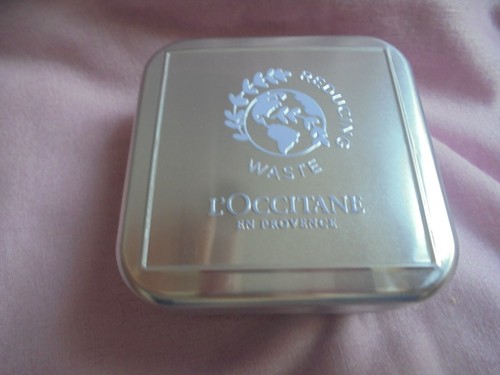 REDUCING
WASTE
L'OCCITANE
EN PROVENCE